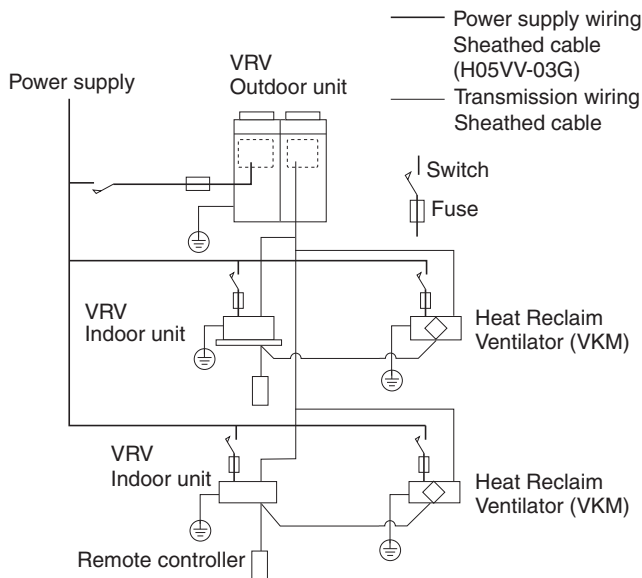 Power supply wiring
Sheathed cable
(H05VV-03G)
Transmission wiring
Sheathed cable
Switch
Fuse
VRV
Outdoor unit
Power supply
VRV
Indoor unit
Heat Reclaim
Ventilator (VKM)
VRV
Indoor unit
Heat Reclaim
Ventilator (VKM)
Remote controller